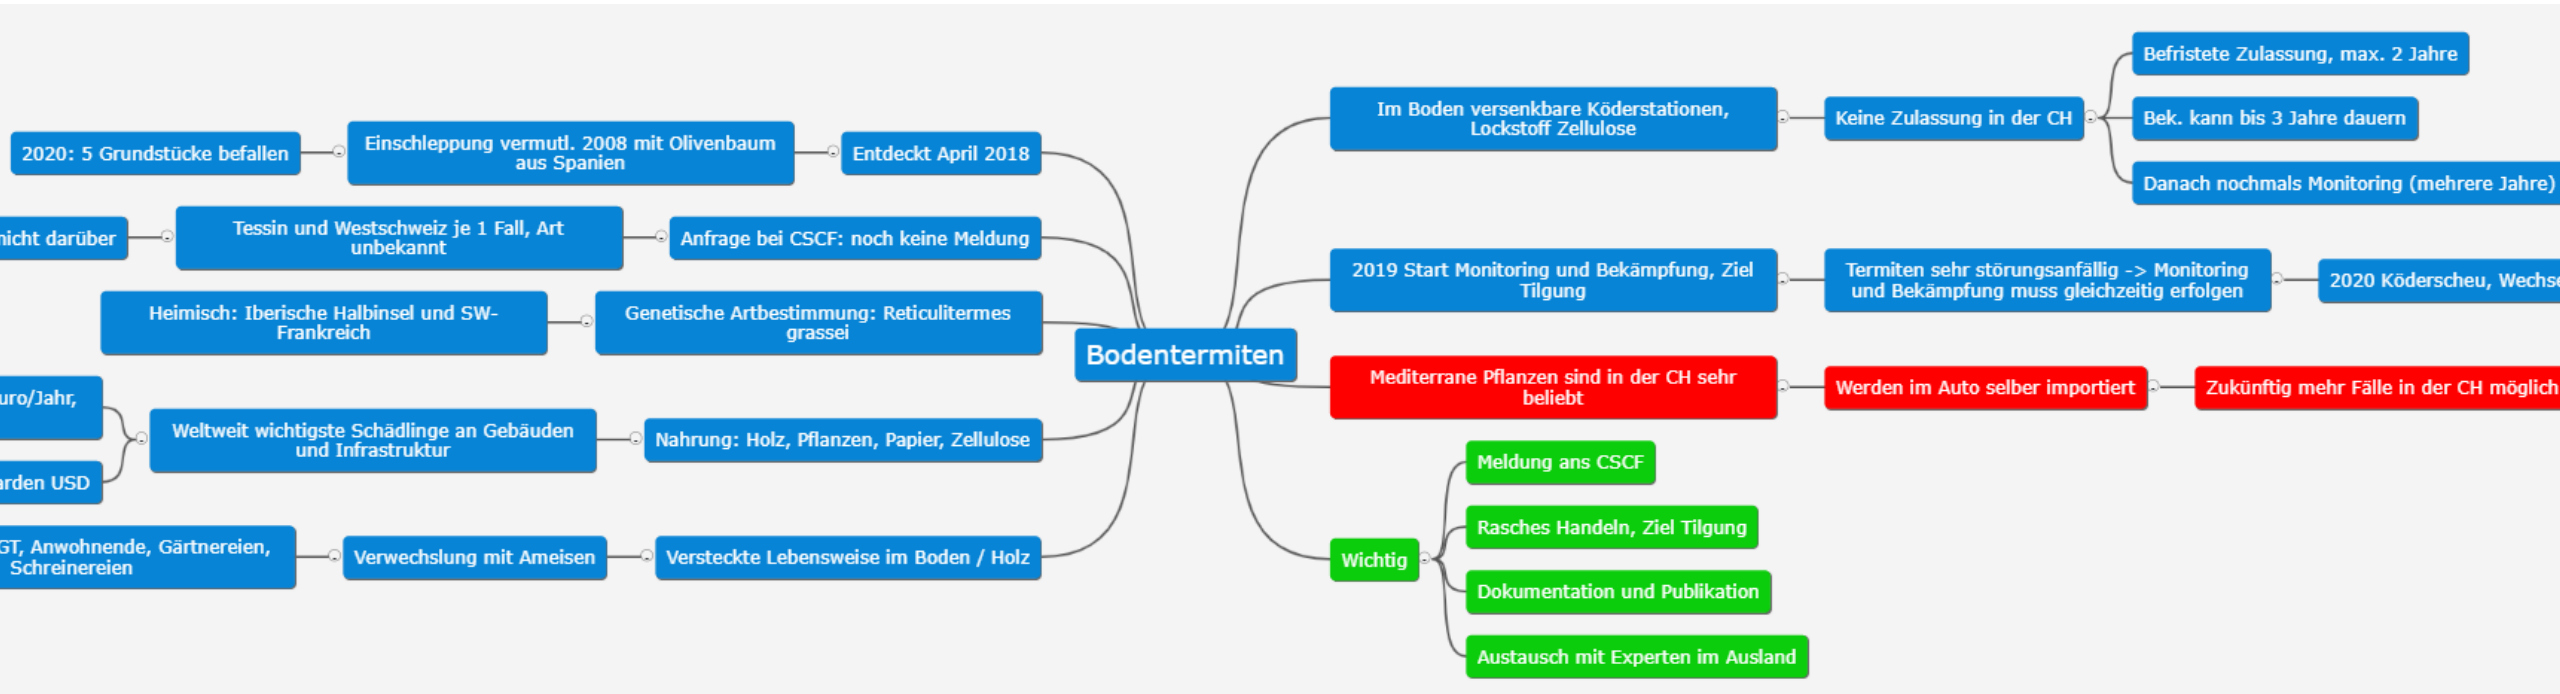 Bodentermiten
Entdeckt April 2018
Einschleppung vermutl. 2008 mit Olivenbaum
aus Spanien
2020: 5 Grundstücke befallen
Anfrage bei CSCF: noch keine Meldung
Tessin und Westschweiz je 1 Fall, Art
unbekannt
darüber
Genetische Artbestimmung: Reticulitermes
grassei
Heimisch: Iberische Halbinsel und SW-
Frankreich
Nahrung: Holz, Pflanzen, Papier, Zellulose
Weltweit wichtigste Schädlinge an Gebäuden
und Infrastruktur
uro/Jahr,
arden USD
Versteckte Lebensweise im Boden / Holz
Verwechslung mit Ameisen
GT, Anwohnende, Gärtnereien,
Schreinereien
Im Boden versenkbare Köderstationen,
Lockstoff Zellulose
Keine Zulassung in der CH
Befristete Zulassung, max. 2 Jahre
Bek. kann bis 3 Jahre dauern
Danach nochmals Monitoring (mehrere Jahre)
2019 Start Monitoring und Bekämpfung, Ziel
Tilgung
Termiten sehr störungsanfällig -> Monitoring
und Bekämpfung muss gleichzeitig erfolgen
2020 Köderscheu, Wechse
Mediterrane Pflanzen sind in der CH sehr
beliebt
Werden im Auto selber importiert
Zukünftig mehr Fälle in der CH möglich
Wichtig
Meldung ans CSCF
Rasches Handeln, Ziel Tilgung
Dokumentation und Publikation
Austausch mit Experten im Ausland